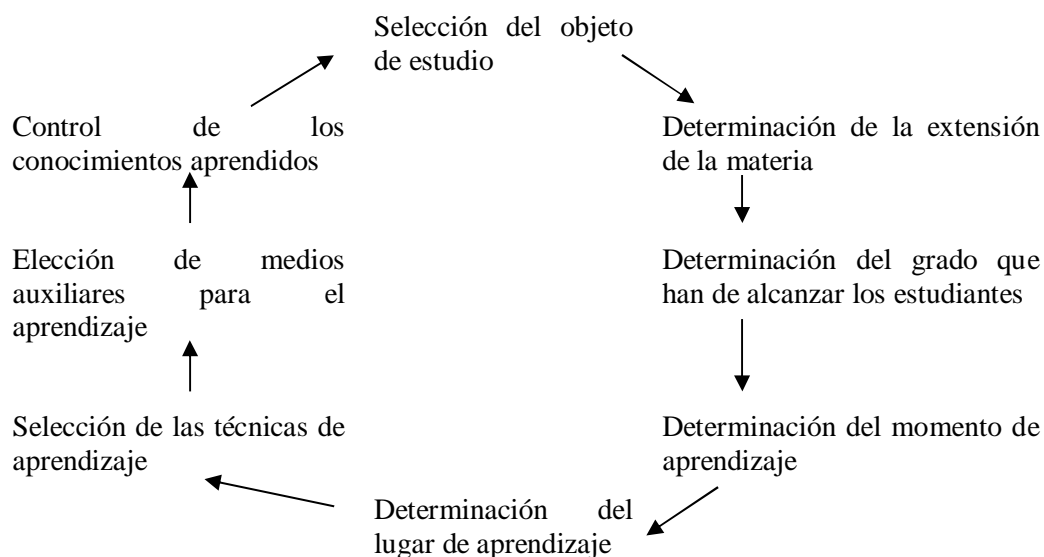 Selección del objeto
de estudio
Control de los
conocimientos aprendidos
Determinación de la extensión
de la materia
Elección de medios
auxiliares para el
aprendizaje
Determinación del grado que
han de alcanzar los estudiantes
Selección de las técnicas de
aprendizaje
Determinación del momento de
aprendizaje
Determinación del
lugar de aprendizaje